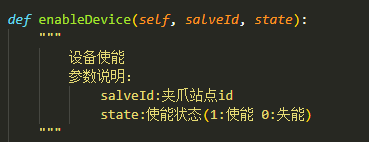 def enableDevice(self, salveId, state):
"""
设备使能
参数说明:
salveId:夹爪站点id
state:使能状态(1:使能 0:失能)
"""